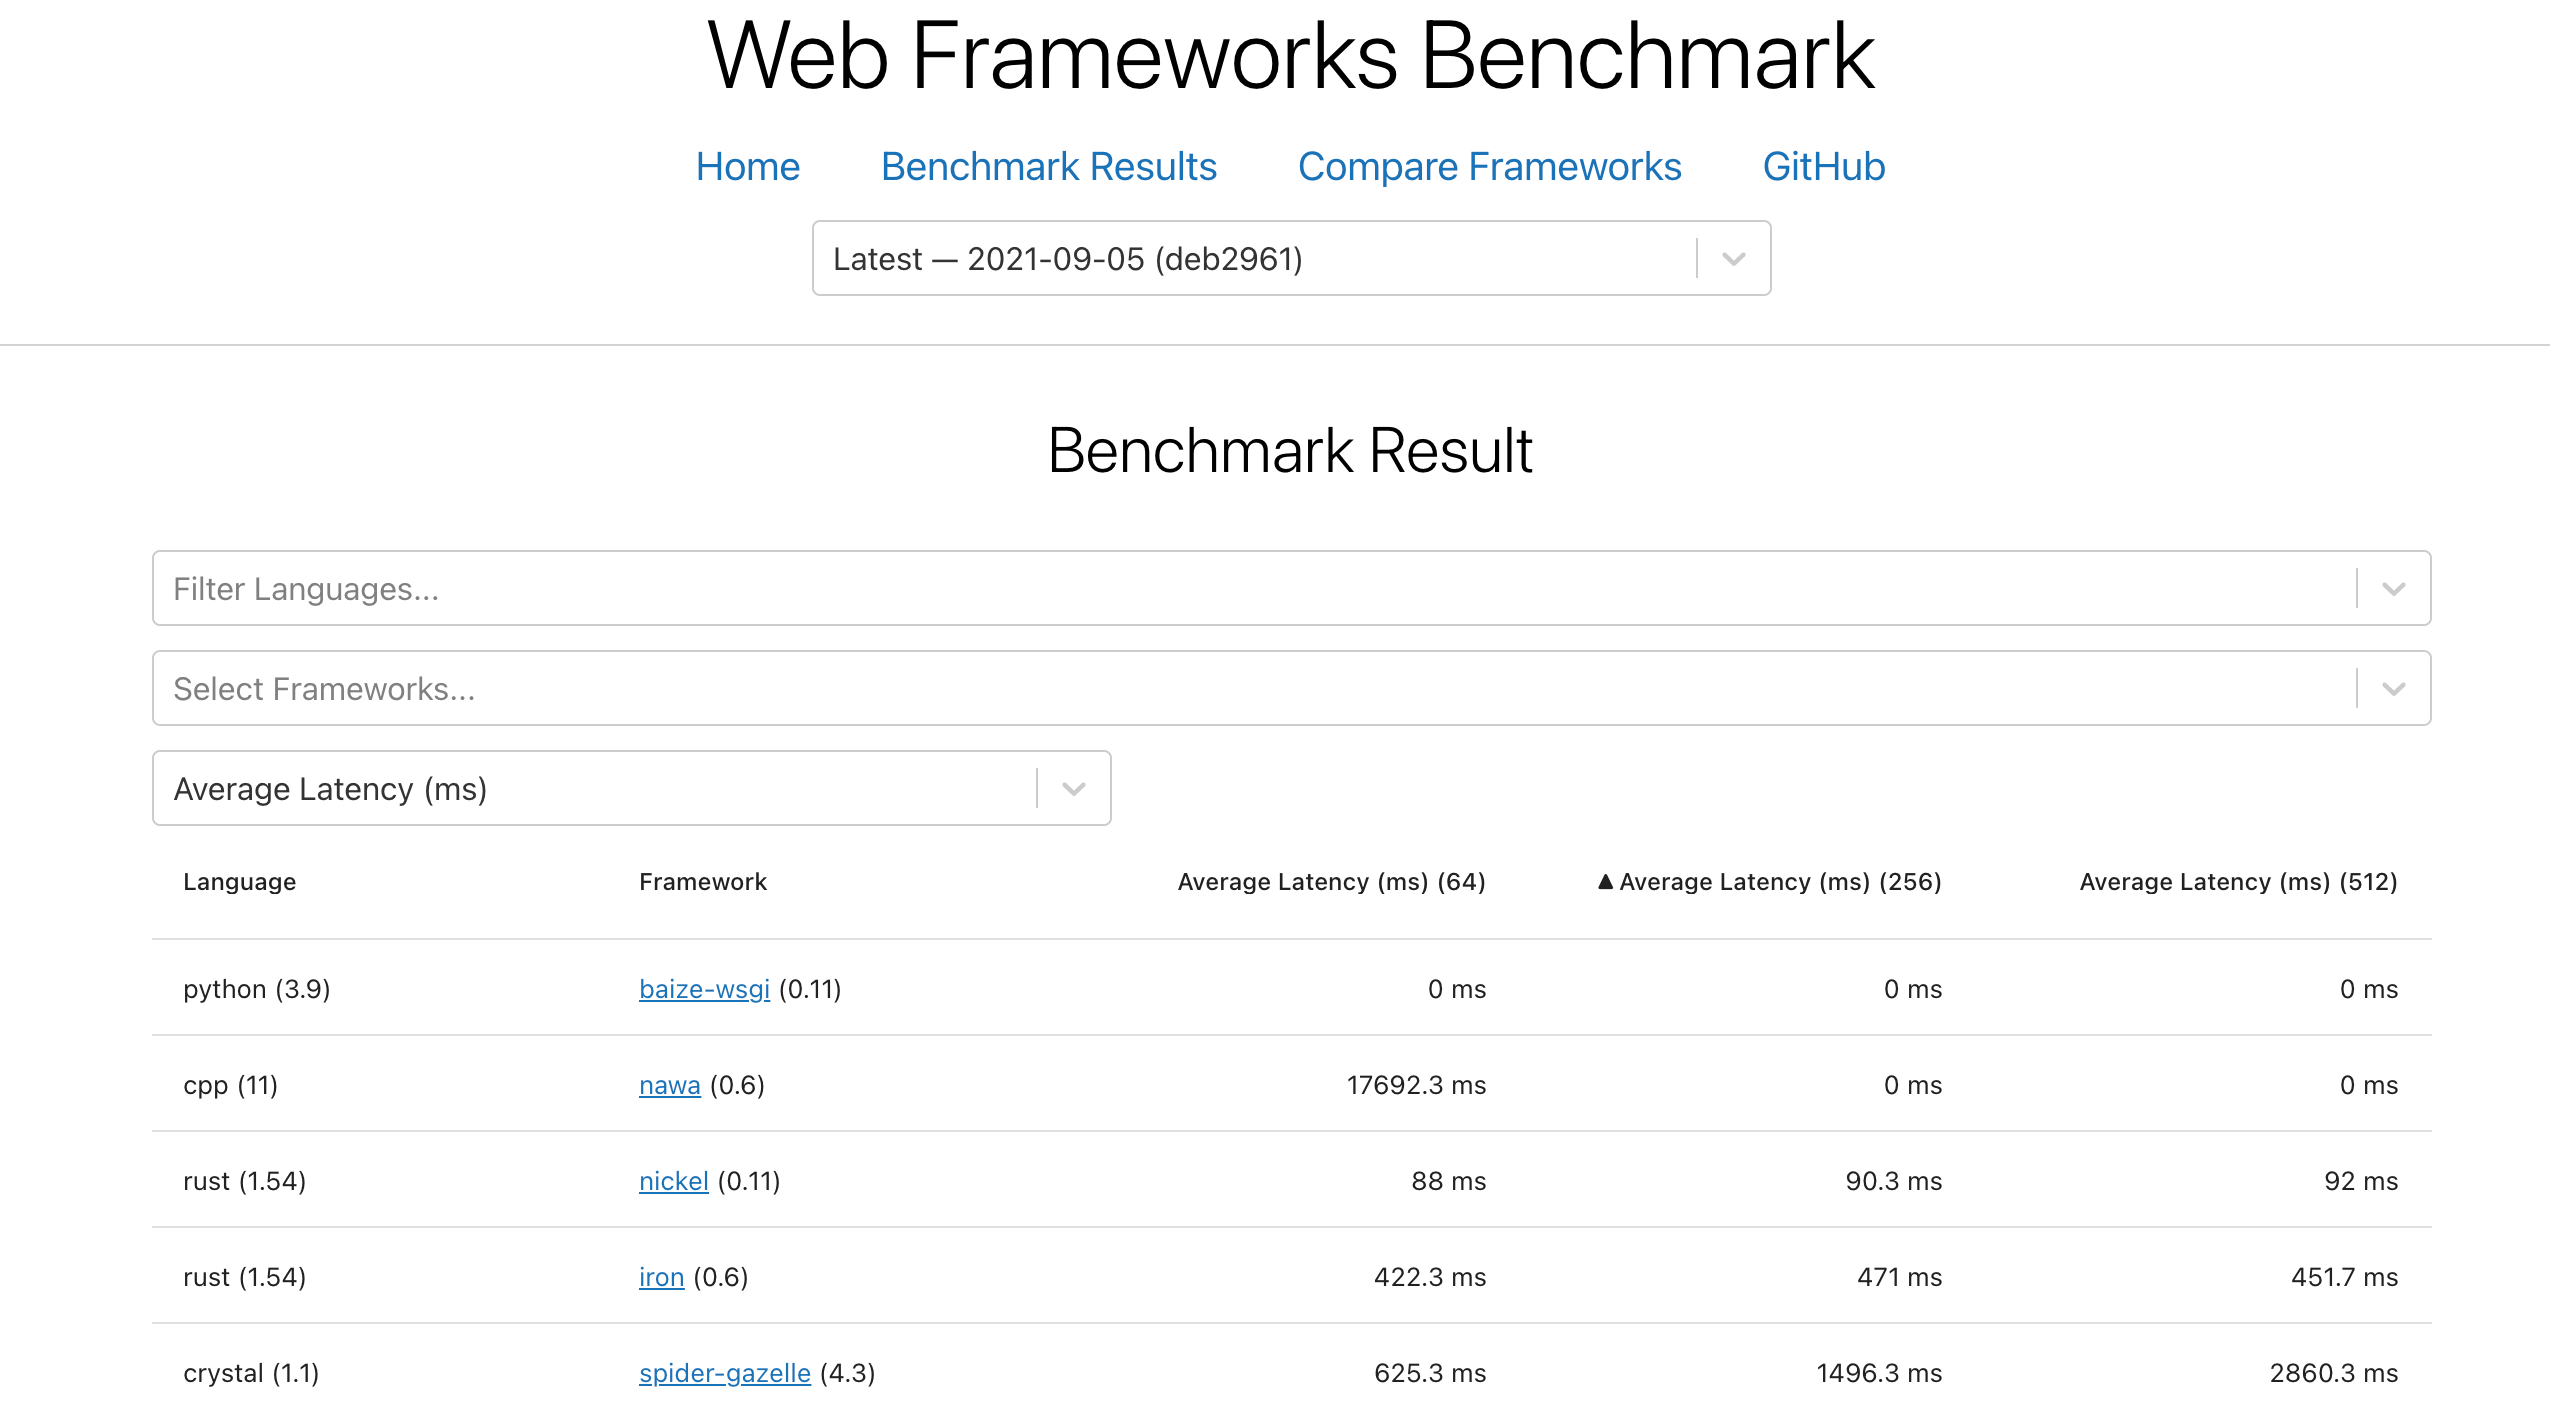 Web Frameworks Benchmark
Home Benchmark Results Compare Frameworks GitHub
Latest — 2021-09-05 (deb2961)
Benchmark Result
Filter Languages...
Select Frameworks...
Average Latency (ms)
Language Framework Average Latency (ms) (64) ▲ Average Latency (ms) (256) Average Latency (ms) (512)
python (3.9) baize-wsgi (0.11) 0 ms 0 ms 0 ms
cpp (11) nawa (0.6) 17692.3 ms 0 ms 0 ms
rust (1.54) nickel (0.11) 88 ms 90.3 ms 92 ms
rust (1.54) iron (0.6) 422.3 ms 471 ms 451.7 ms
crystal (1.1) spider-gazelle (4.3) 625.3 ms 1496.3 ms 2860.3 ms